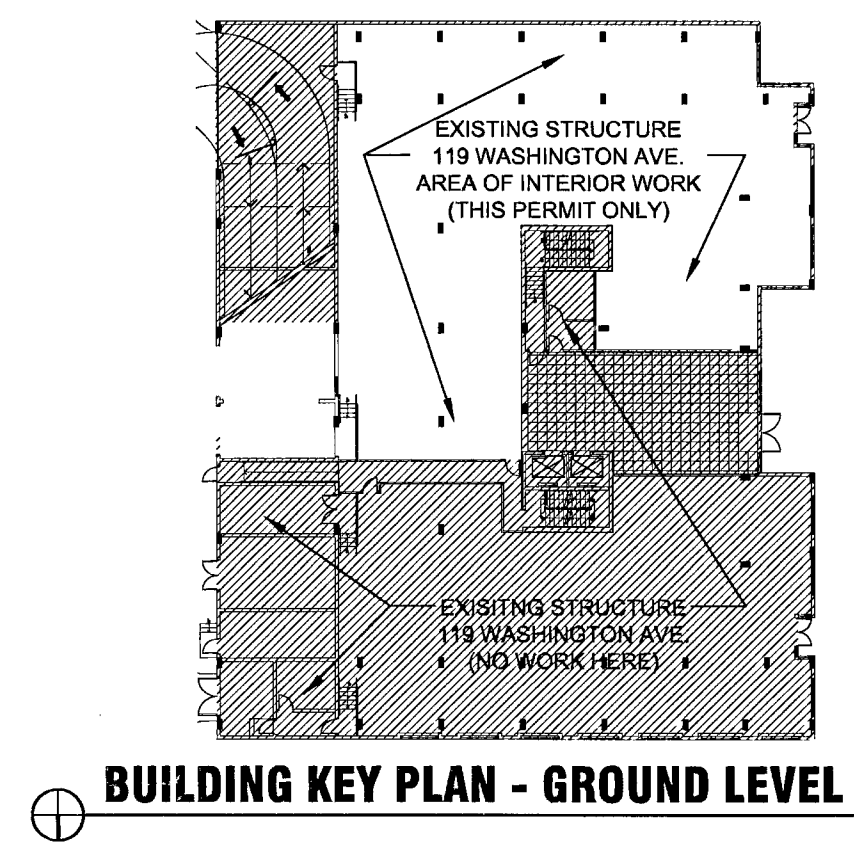 EXISTING STRUCTURE
119 WASHINGTON AVE.
AREA OF INTERIOR WORK
(THIS PERMIT ONLY)
EXISITNG STRUCTURE
119 WASHINGTON AVE.
(NO WORK HERE)
BUILDING KEY PLAN - GROUND LEVEL